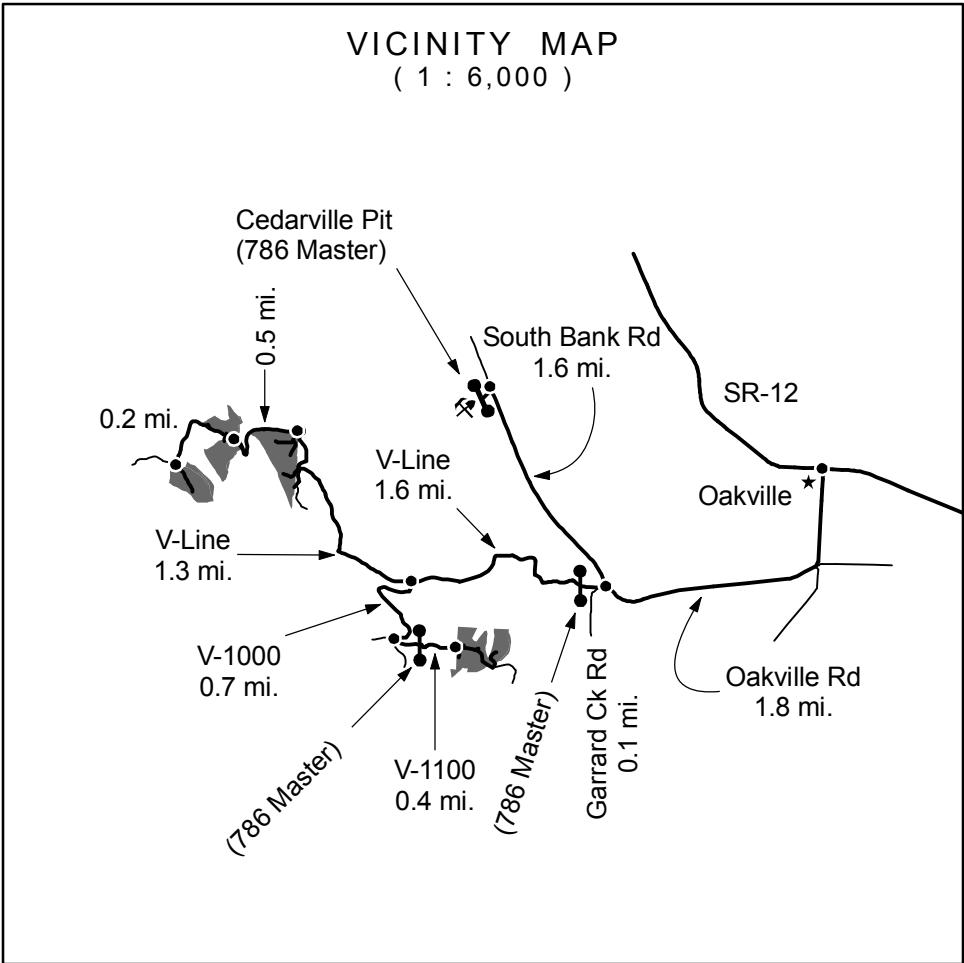 VICINITY MAP
( 1 : 6,000 )
Cedarville Pit
(786 Master)
0.5 mi.
South Bank Rd
1.6 mi.
SR-12
0.2 mi.
V-Line
1.6 mi.
Oakville
V-Line
1.3 mi.
V-1000
0.7 mi.
Oakville Rd
1.8 mi.
(786 Master)
V-1100
0.4 mi.
(786 Master)
Garrard Ck Rd
0.1 mi.